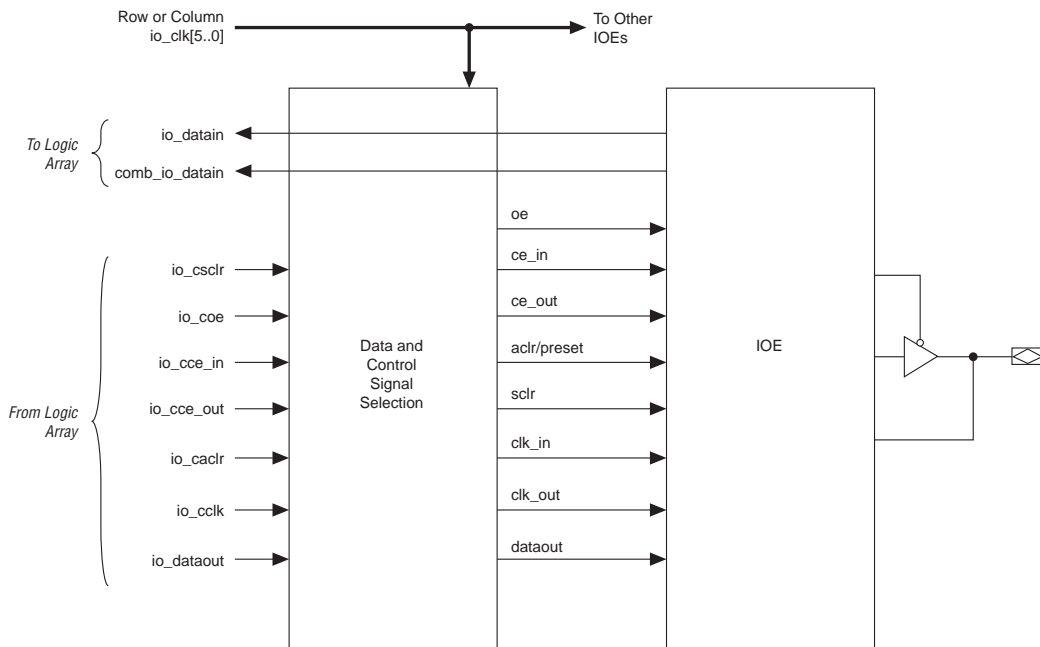 Row or Column
io_clk[5..0]
To Other
IOEs
To Logic
Array
io_datain
comb_io_datain
oe
ce_in
ce_out
aclr/preset
sclr
clk_in
clk_out
dataout
From Logic
Array
io_csclr
io_coe
io_cce_in
io_cce_out
io_caclr
io_cclk
io_dataout
Data and
Control
Signal
Selection
IOE